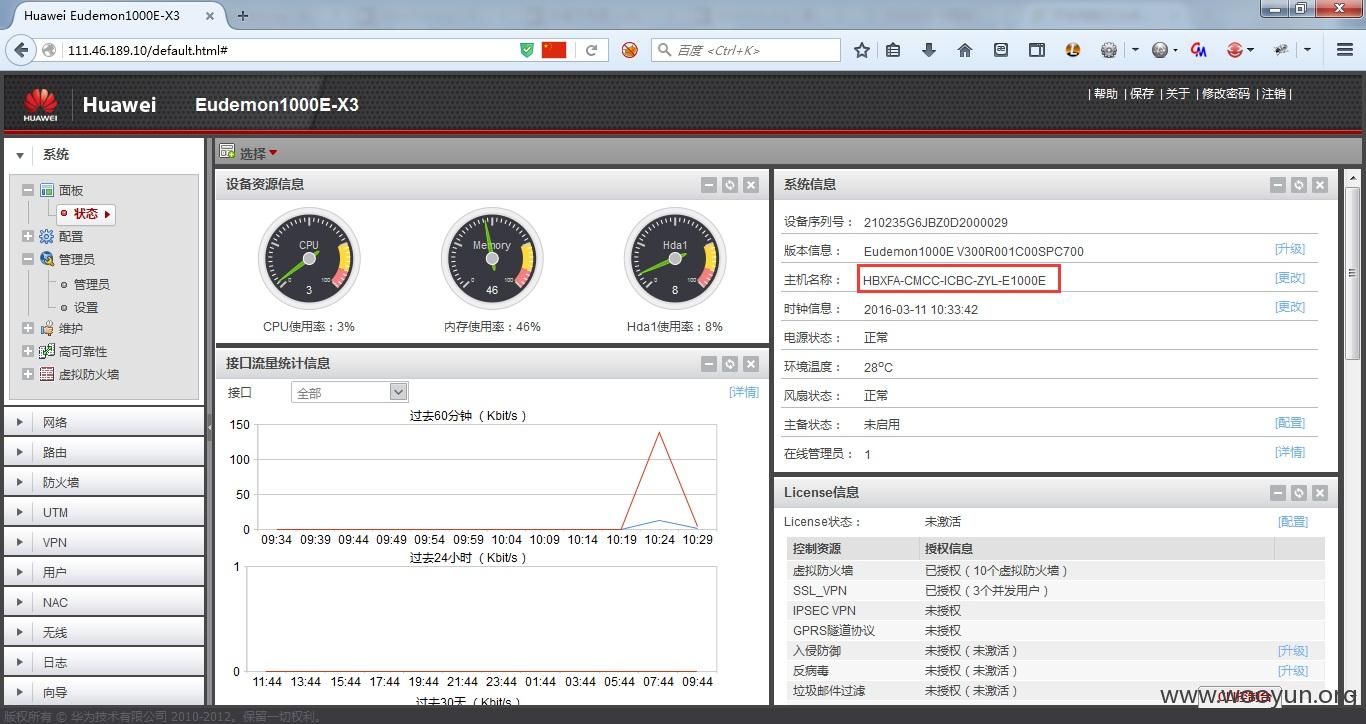 Huawei Eudemon1000E-X3
111.46.189.10/default.html#
百度 <Ctrl+K>
HUAWEI
Huawei
Eudemon1000E-X3
| 帮助 | 保存 | 关于 | 修改密码 | 注销 |
系统
面板
状态
配置
管理员
管理员
设置
维护
高可靠性
虚拟防火墙
网络
路由
防火墙
UTM
VPN
用户
NAC
无线
日志
向导
选择
设备资源信息
CPU
3
CPU使用率：3%
Memory
46
内存使用率：46%
Hda1
8
Hda1使用率：8%
接口流量统计信息
接口 全部 [详情]
过去60分钟（Kbit/s）
150
100
50
0
09:34 09:39 09:44 09:49 09:54 09:59 10:04 10:09 10:14 10:19 10:24 10:29
过去24小时（Kbit/s）
1
0
11:44 13:44 15:44 17:44 19:44 21:44 23:44 01:44 03:44 05:44 07:44 09:44
过去30天（Kbit/s）
系统信息
设备序列号： 210235G6JBZ0D2000029
版本信息： Eudemon1000E V300R001C00SPC700 [升级]
主机名称： HBXFA-CMCC-ICBC-ZYL-E1000E [更改]
时钟信息： 2016-03-11 10:33:42 [更改]
电源状态： 正常
环境温度： 28°C
风扇状态： 正常
主备状态： 未启用 [配置]
在线管理员： 1 [详情]
License信息
License状态： 未激活 [配置]
控制资源 授权信息
虚拟防火墙 已授权（10个虚拟防火墙）
SSL_VPN 已授权（3个并发用户）
IPSEC VPN 未授权
GPRS隧道协议 未授权
入侵防御 未授权（未激活） [升级]
反病毒 未授权（未激活） [升级]
垃圾邮件过滤 未授权（未激活）
www.wooyun.org
版权所有 © 华为技术有限公司 2010-2012。保留一切权利。